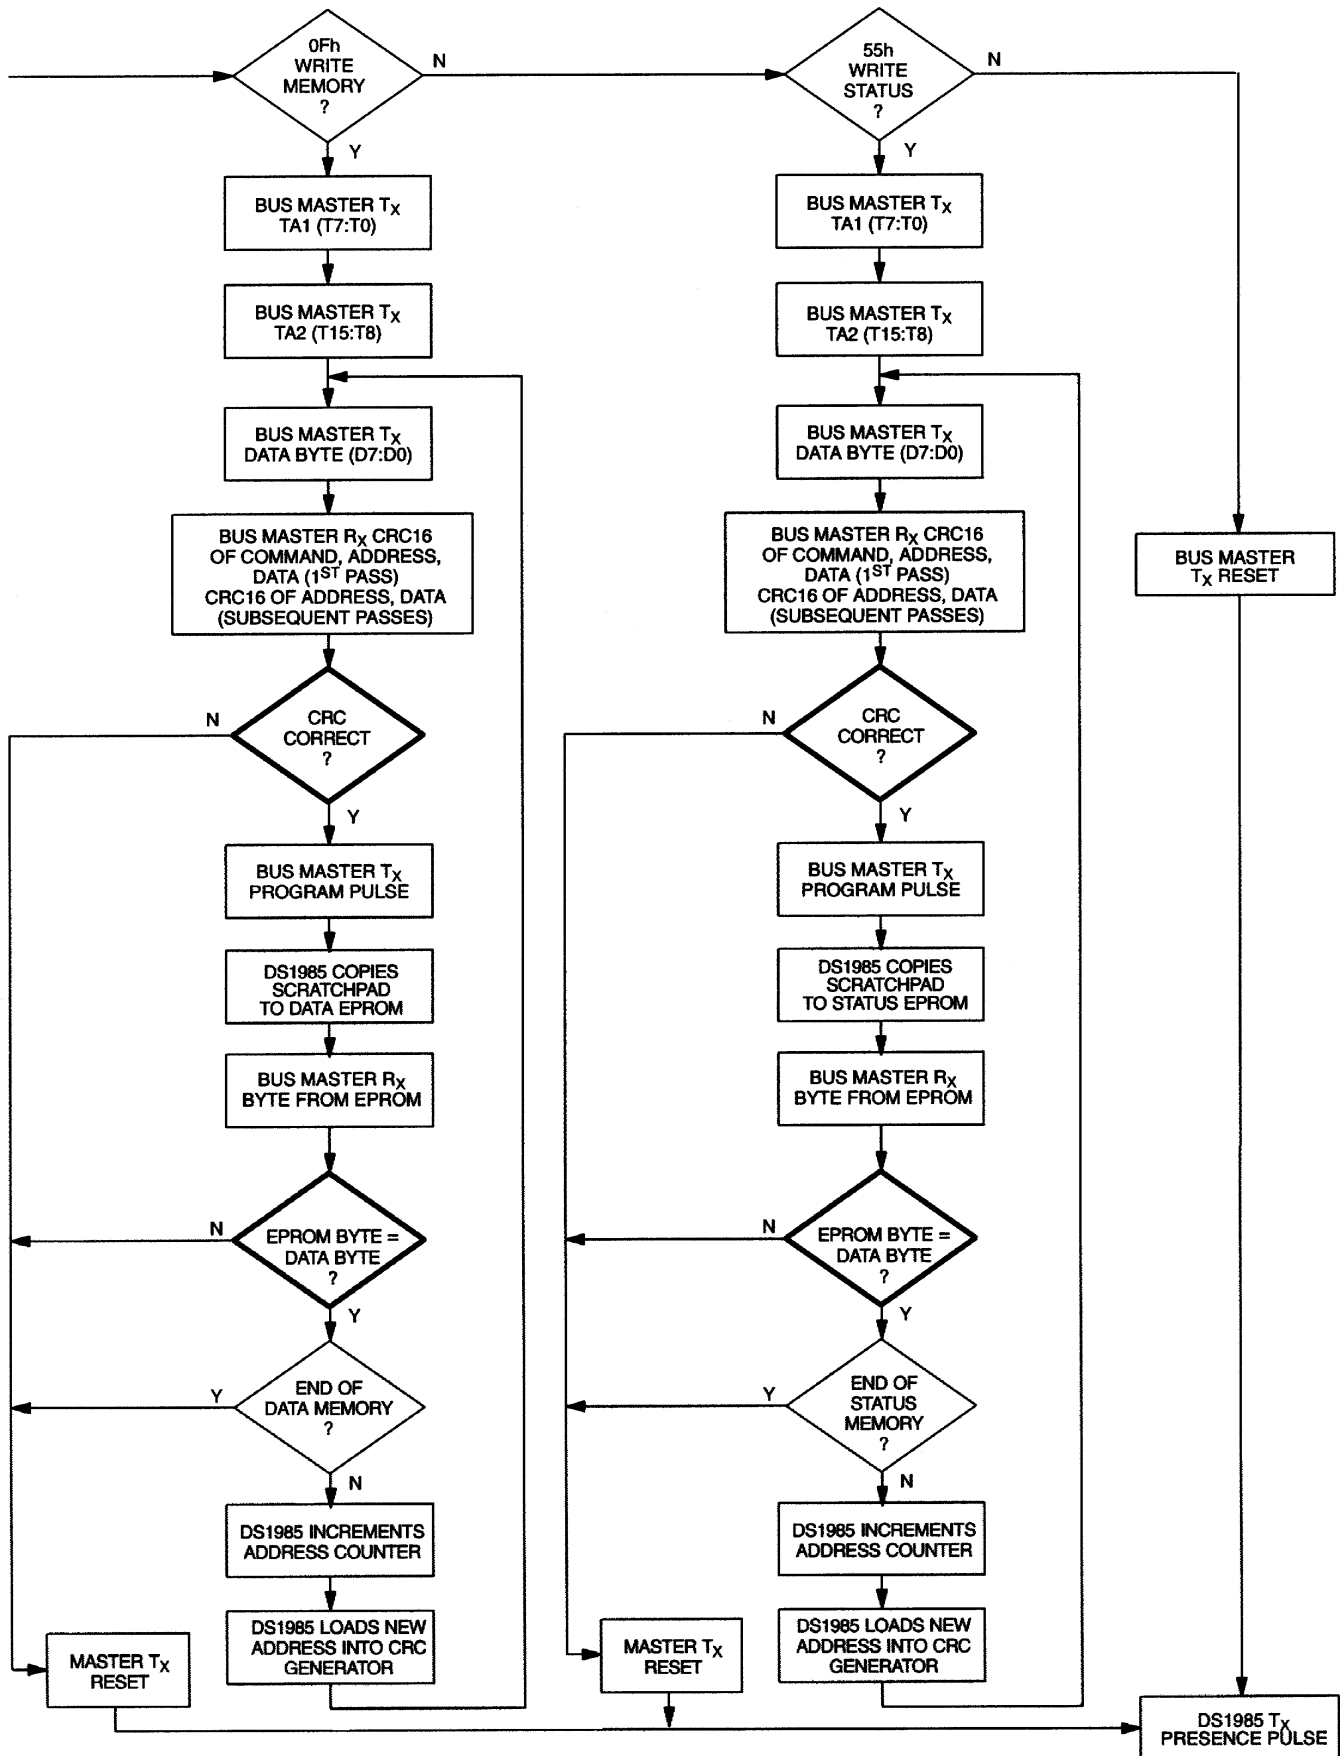 0Fh
WRITE
MEMORY
?
N
Y
BUS MASTER TX
TA1 (T7:T0)
BUS MASTER TX
TA2 (T15:T8)
BUS MASTER TX
DATA BYTE (D7:D0)
BUS MASTER RX CRC16
OF COMMAND, ADDRESS,
DATA (1ST PASS)
CRC16 OF ADDRESS, DATA
(SUBSEQUENT PASSES)
CRC
CORRECT
?
N
Y
BUS MASTER TX
PROGRAM PULSE
DS1985 COPIES
SCRATCHPAD
TO DATA EPROM
BUS MASTER RX
BYTE FROM EPROM
EPROM BYTE =
DATA BYTE
?
N
Y
END OF
DATA MEMORY
?
Y
N
DS1985 INCREMENTS
ADDRESS COUNTER
DS1985 LOADS NEW
ADDRESS INTO CRC
GENERATOR
MASTER TX
RESET
55h
WRITE
STATUS
?
N
Y
BUS MASTER TX
TA1 (T7:T0)
BUS MASTER TX
TA2 (T15:T8)
BUS MASTER TX
DATA BYTE (D7:D0)
BUS MASTER RX CRC16
OF COMMAND, ADDRESS,
DATA (1ST PASS)
CRC16 OF ADDRESS, DATA
(SUBSEQUENT PASSES)
CRC
CORRECT
?
N
Y
BUS MASTER TX
PROGRAM PULSE
DS1985 COPIES
SCRATCHPAD
TO STATUS EPROM
BUS MASTER RX
BYTE FROM EPROM
EPROM BYTE =
DATA BYTE
?
N
Y
END OF
STATUS
MEMORY
?
Y
N
DS1985 INCREMENTS
ADDRESS COUNTER
DS1985 LOADS NEW
ADDRESS INTO CRC
GENERATOR
MASTER TX
RESET
BUS MASTER
TX RESET
DS1985 TX
PRESENCE PULSE